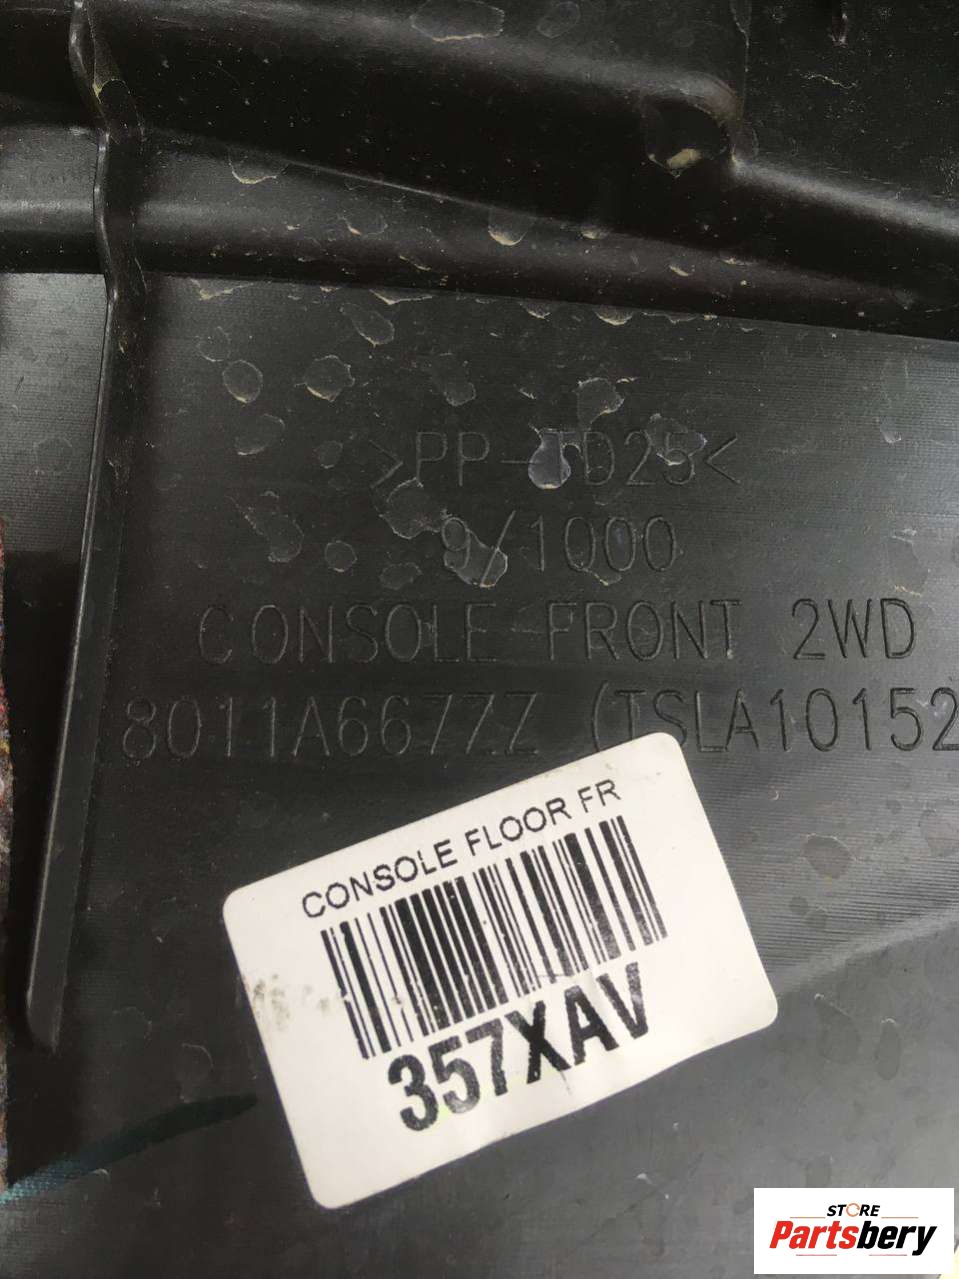 >PP-TD25<
9/1000
CONSOLE-FRONT 2WD
8011A667ZZ (TSLA10152
CONSOLE FLOOR FR
357XAV
STORE
Partsbery